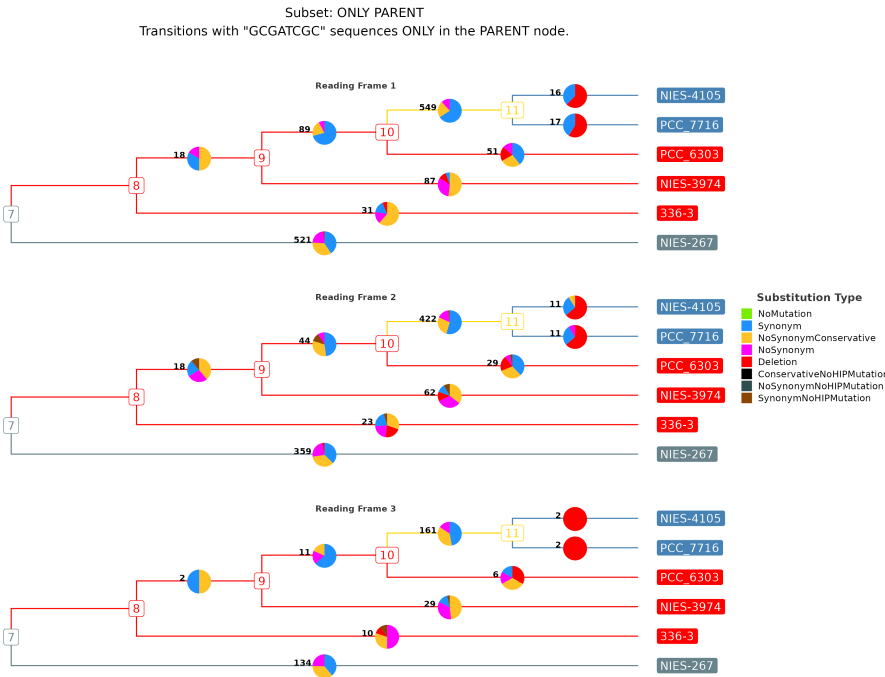 Subset: ONLY PARENT
Transitions with "GCGATCGC" sequences ONLY in the PARENT node.
Reading Frame 1
16 NIES-4105
549 11
17 PCC_7716
89 10
51 PCC_6303
18 9
87 NIES-3974
8
31 336-3
7
521 NIES-267
Reading Frame 2
11 NIES-4105
422 11
11 PCC_7716
44 10
29 PCC_6303
18 9
62 NIES-3974
8
23 336-3
7
359 NIES-267
Substitution Type
NoMutation
Synonym
NoSynonymConservative
NoSynonym
Deletion
ConservativeNoHIPMutation
NoSynonymNoHIPMutation
SynonymNoHIPMutation
Reading Frame 3
2 NIES-4105
161 11
2 PCC_7716
11 10
6 PCC_6303
2 9
29 NIES-3974
8
10 336-3
7
134 NIES-267